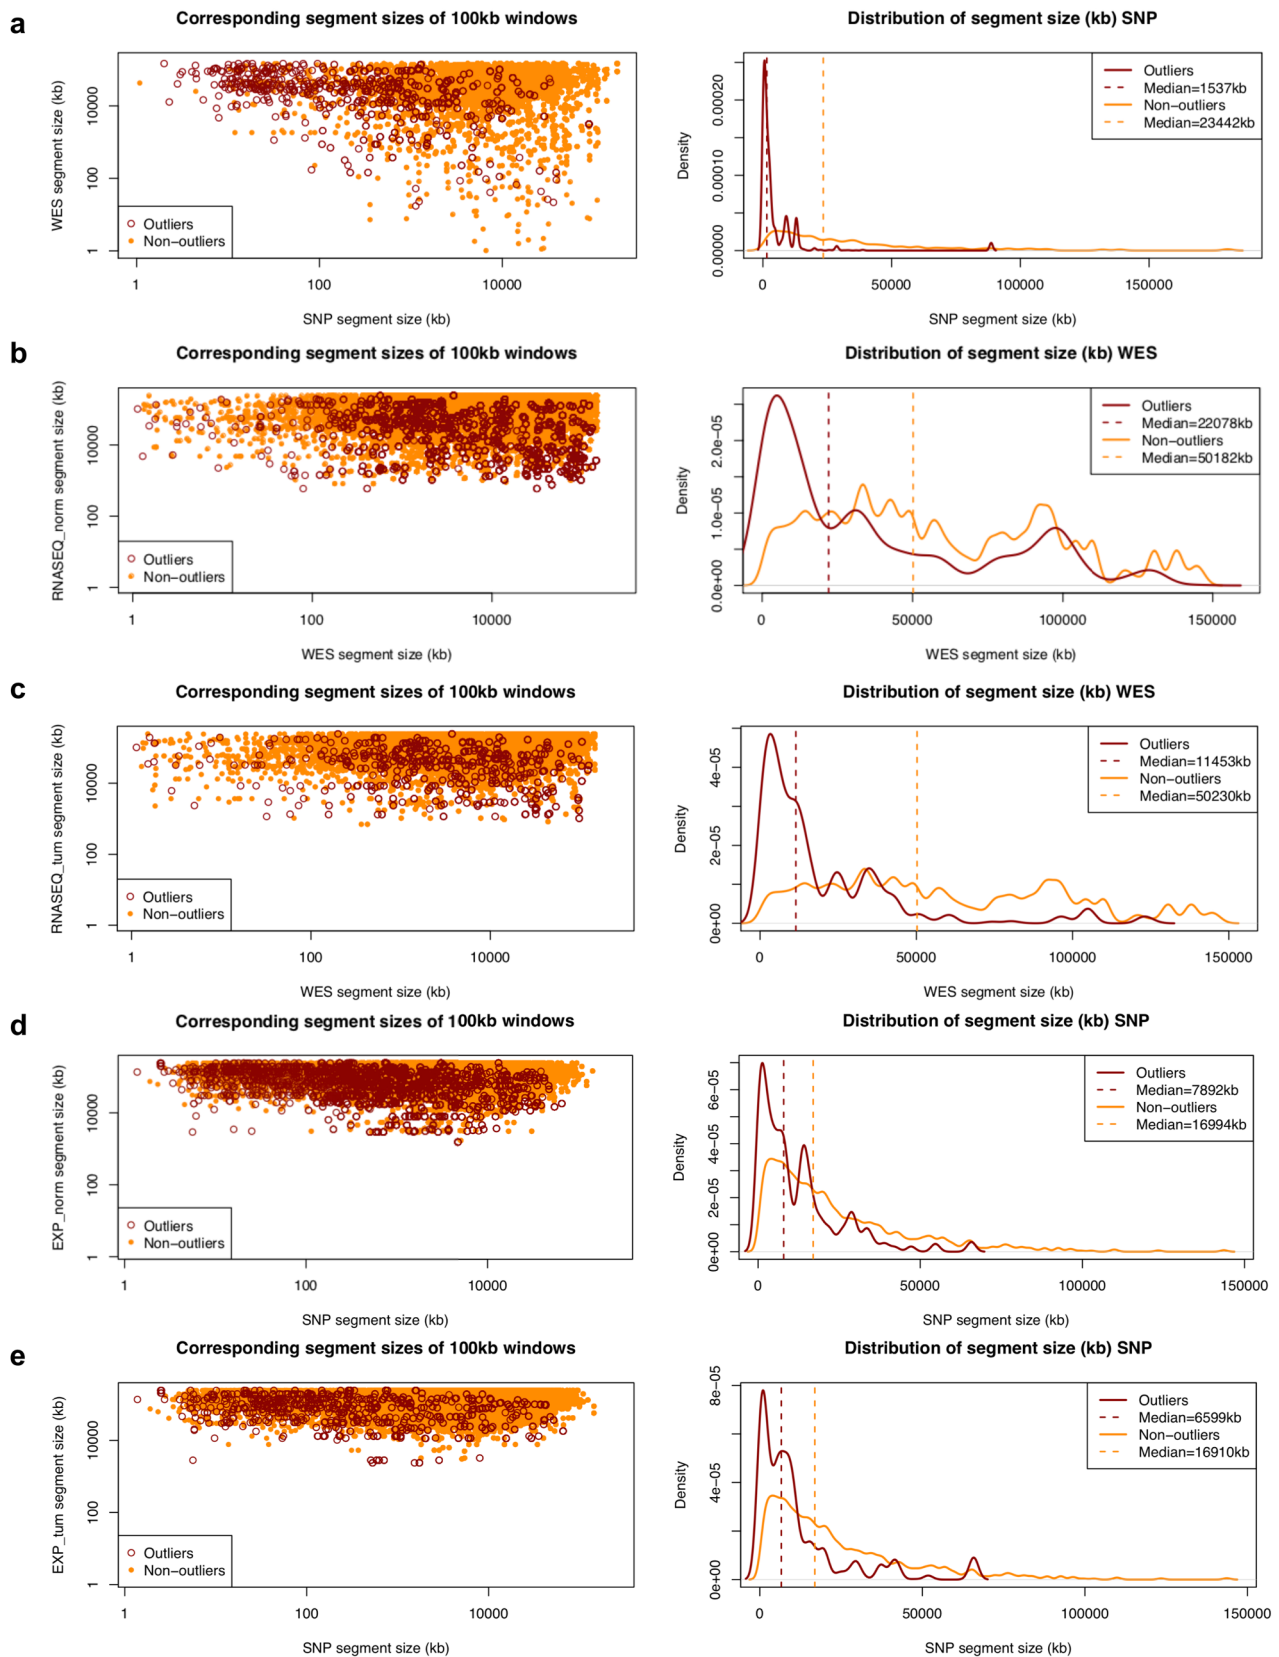 a
Corresponding segment sizes of 100kb windows
WES segment size (kb)
10000
100
1
Outliers
Non−outliers
1
100
10000
SNP segment size (kb)
Distribution of segment size (kb) SNP
Density
0.00020
0.00010
0.00000
Outliers
Median=1537kb
Non−outliers
Median=23442kb
0
50000
100000
150000
SNP segment size (kb)
b
Corresponding segment sizes of 100kb windows
RNASEQ_norm segment size (kb)
10000
100
1
Outliers
Non−outliers
1
100
10000
WES segment size (kb)
Distribution of segment size (kb) WES
Density
2.0e−05
1.0e−05
0.0e+00
Outliers
Median=22078kb
Non−outliers
Median=50182kb
0
50000
100000
150000
WES segment size (kb)
c
Corresponding segment sizes of 100kb windows
RNASEQ_tum segment size (kb)
10000
100
1
Outliers
Non−outliers
1
100
10000
WES segment size (kb)
Distribution of segment size (kb) WES
Density
4e−05
2e−05
0e+00
Outliers
Median=11453kb
Non−outliers
Median=50230kb
0
50000
100000
150000
WES segment size (kb)
d
Corresponding segment sizes of 100kb windows
EXP_norm segment size (kb)
10000
100
1
Outliers
Non−outliers
1
100
10000
SNP segment size (kb)
Distribution of segment size (kb) SNP
Density
6e−05
4e−05
2e−05
0e+00
Outliers
Median=7892kb
Non−outliers
Median=16994kb
0
50000
100000
150000
SNP segment size (kb)
e
Corresponding segment sizes of 100kb windows
EXP_tum segment size (kb)
10000
100
1
Outliers
Non−outliers
1
100
10000
SNP segment size (kb)
Distribution of segment size (kb) SNP
Density
8e−05
4e−05
0e+00
Outliers
Median=6599kb
Non−outliers
Median=16910kb
0
50000
100000
150000
SNP segment size (kb)